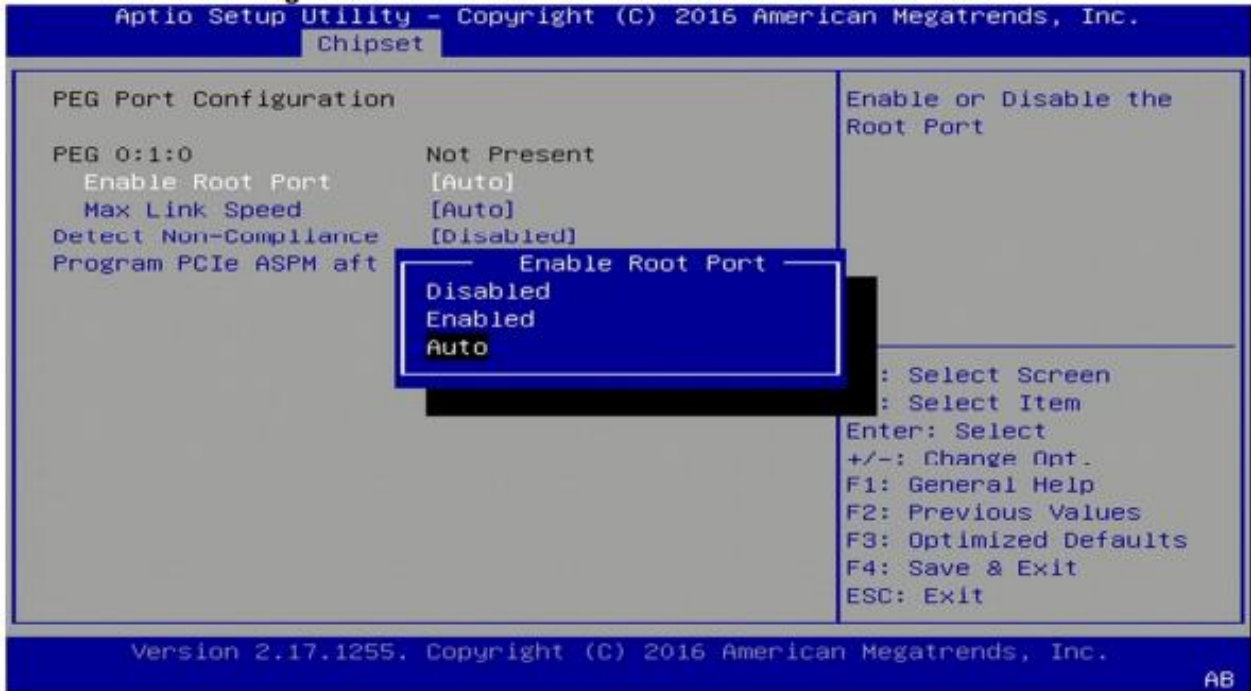 Aptio Setup Utility – Copyright (C) 2016 American Megatrends, Inc.
Chipset
PEG Port Configuration
PEG 0:1:0 Not Present
Enable Root Port [Auto]
Max Link Speed [Auto]
Detect Non-Compliance [Disabled]
Program PCIe ASPM aft
Enable Root Port
Disabled
Enabled
Auto
Enable or Disable the
Root Port
: Select Screen
: Select Item
Enter: Select
+/-: Change Opt.
F1: General Help
F2: Previous Values
F3: Optimized Defaults
F4: Save & Exit
ESC: Exit
Version 2.17.1255. Copyright (C) 2016 American Megatrends, Inc.
AB